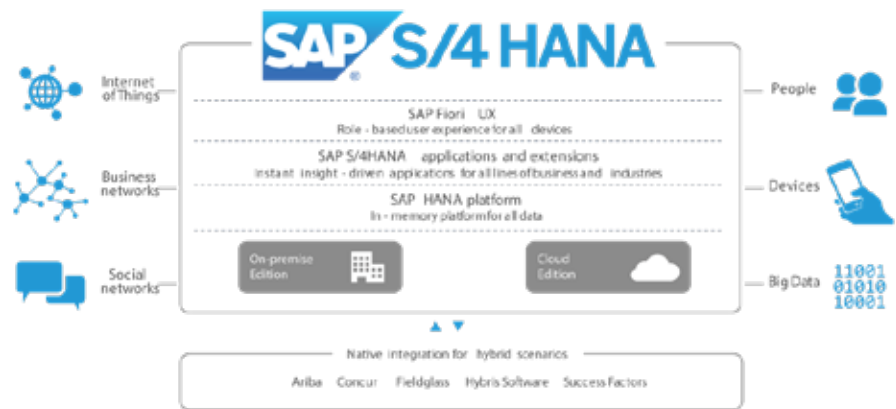 SAP S/4 HANA
®
Internet
of Things
Business
networks
Social
networks
SAP Fiori UX
Role - based user experience for all devices
SAP S/4HANA applications and extensions
Instant insight - driven applications for all lines of business and industries
SAP HANA platform
In - memory platform for all data
On-premise
Edition
Cloud
Edition
People
Devices
Big Data
11001
01010
10001
Native integration for hybrid scenarios
Ariba Concur Fieldglass Hybris Software Success Factors